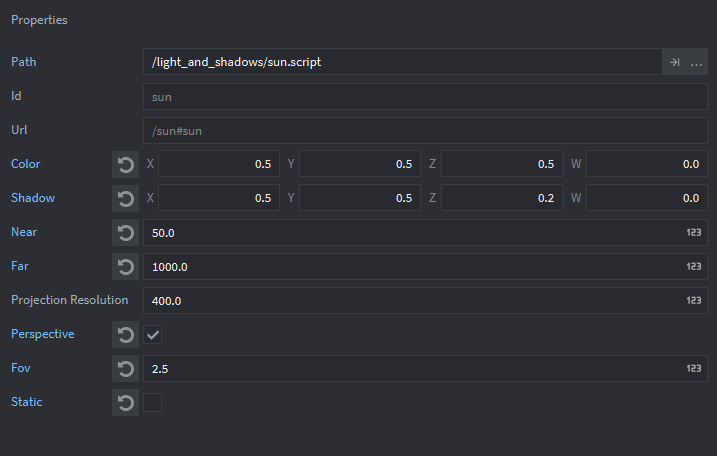 Properties
Path /light_and_shadows/sun.script ...
Id sun
Url /sun#sun
Color X 0.5 Y 0.5 Z 0.5 W 0.0
Shadow X 0.5 Y 0.5 Z 0.2 W 0.0
Near 50.0 123
Far 1000.0 123
Projection Resolution 400.0 123
Perspective
Fov 2.5 123
Static